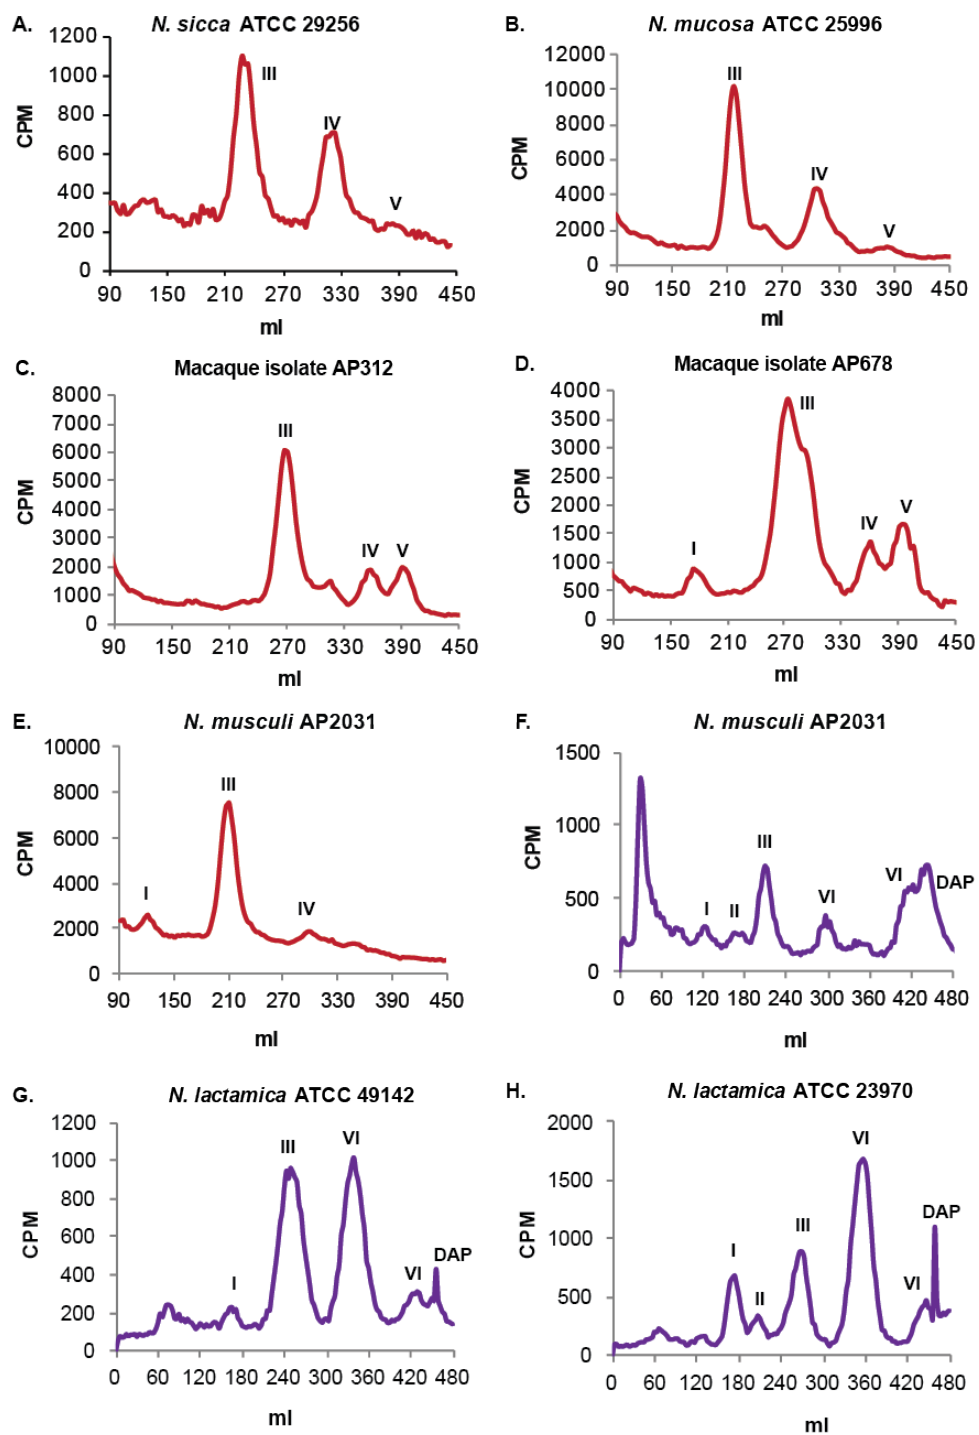 A. N. sicca ATCC 29256
1200
1000
800
600
400
200
0
CPM
III
IV
V
90 150 210 270 330 390 450
ml
B. N. mucosa ATCC 25996
12000
10000
8000
6000
4000
2000
0
CPM
III
IV
V
90 150 210 270 330 390 450
ml
C. Macaque isolate AP312
8000
7000
6000
5000
4000
3000
2000
1000
0
CPM
III
IV V
90 150 210 270 330 390 450
ml
D. Macaque isolate AP678
4000
3500
3000
2500
2000
1500
1000
500
0
CPM
III
V
IV
I
90 150 210 270 330 390 450
ml
E. N. musculi AP2031
10000
8000
6000
4000
2000
0
CPM
III
I
IV
90 150 210 270 330 390 450
ml
F. N. musculi AP2031
1500
1000
500
0
CPM
III
VI DAP
VI
I II
0 60 120 180 300 360 420 480
ml
G. N. lactamica ATCC 49142
1200
1000
800
600
400
200
0
CPM
VI
III
DAP
VI
I
0 60 120 180 240 300 360 420 480
ml
H. N. lactamica ATCC 23970
2000
1500
1000
500
0
CPM
VI
DAP
III
I
II
VI
0 60 120 180 240 300 360 420 480
ml